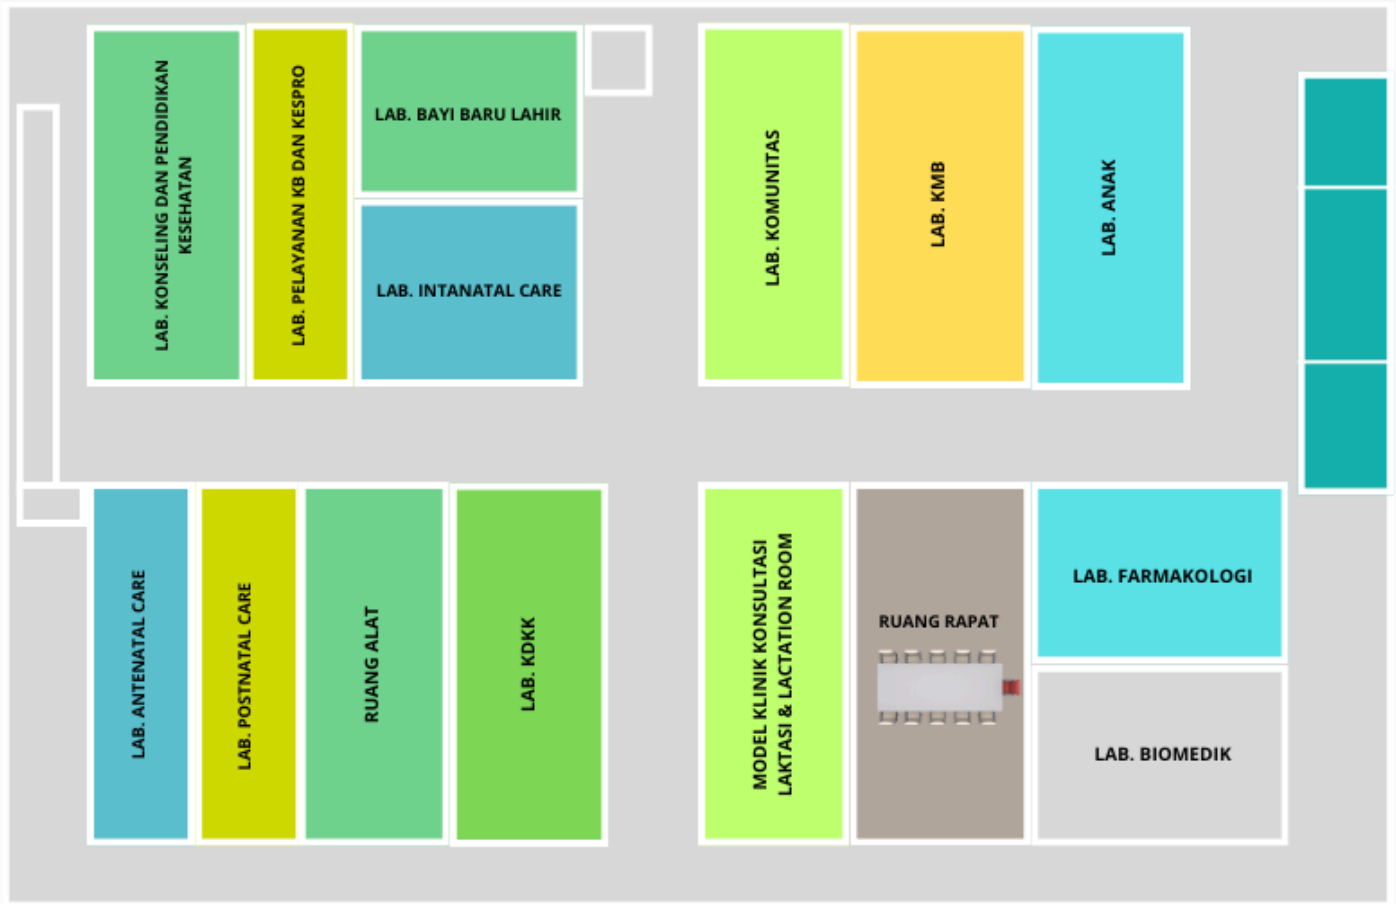 LAB. KONSELING DAN PENDIDIKAN
KESEHATAN
LAB. PELAYANAN KB DAN KESPRO
LAB. BAYI BARU LAHIR
LAB. INTANATAL CARE
LAB. KOMUNITAS
LAB. KMB
LAB. ANAK
LAB. ANTENATAL CARE
LAB. POSTNATAL CARE
RUANG ALAT
LAB. KDKK
MODEL KLINIK KONSULTASI
LAKTASI & LACTATION ROOM
RUANG RAPAT
LAB. FARMAKOLOGI
LAB. BIOMEDIK